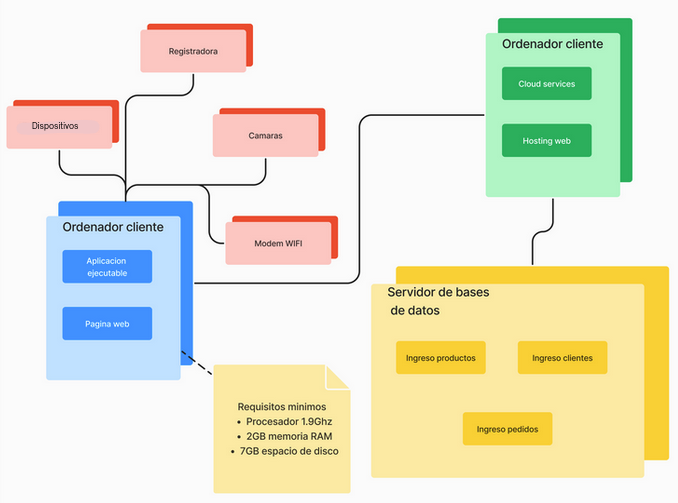 Registradora
Dispositivos
Camaras
Modem WIFI
Ordenador cliente
Aplicacion
ejecutable
Pagina web
Requisitos minimos
• Procesador 1.9Ghz
• 2GB memoria RAM
• 7GB espacio de disco
Ordenador cliente
Cloud services
Hosting web
Servidor de bases
de datos
Ingreso productos
Ingreso clientes
Ingreso pedidos